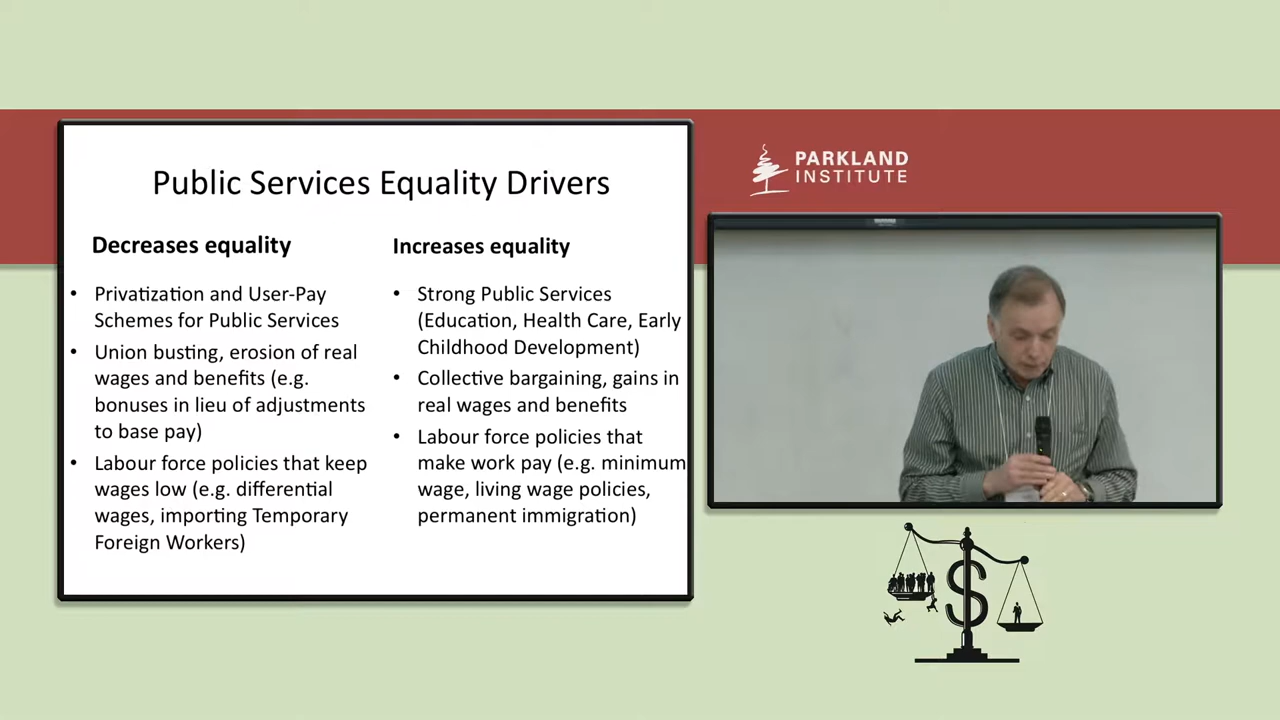 Public Services Equality Drivers
Decreases equality
• Privatization and User-Pay
Schemes for Public Services
• Union busting, erosion of real
wages and benefits (e.g.
bonuses in lieu of adjustments
to base pay)
• Labour force policies that keep
wages low (e.g. differential
wages, importing Temporary
Foreign Workers)
Increases equality
• Strong Public Services
(Education, Health Care, Early
Childhood Development)
• Collective bargaining, gains in
real wages and benefits
• Labour force policies that
make work pay (e.g. minimum
wage, living wage policies,
permanent immigration)
PARKLAND
INSTITUTE
$